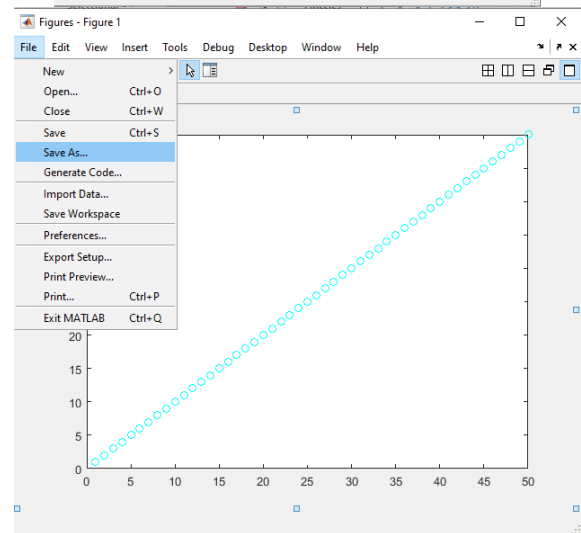 Figures - Figure 1
File Edit View Insert Tools Debug Desktop Window Help
New
Open... Ctrl+O
Close Ctrl+W
Save Ctrl+S
Save As...
Generate Code...
Import Data...
Save Workspace
Preferences...
Export Setup...
Print Preview...
Print... Ctrl+P
Exit MATLAB Ctrl+Q
20
15
10
5
0
0 5 10 15 20 25 30 35 40 45 50